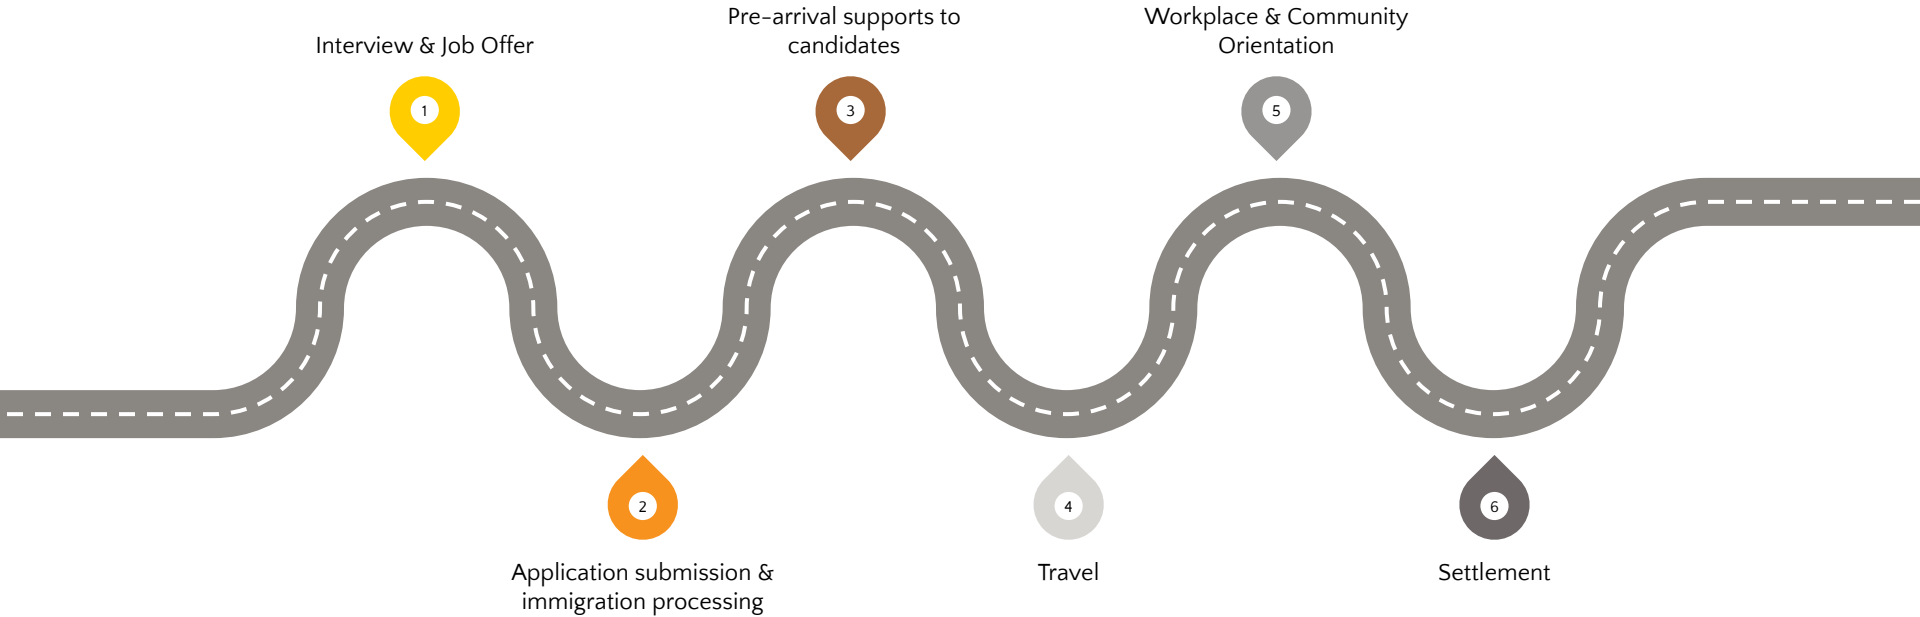 Interview & Job Offer
1
2
Application submission &
immigration processing
Pre-arrival supports to
candidates
3
4
Travel
Workplace & Community
Orientation
5
6
Settlement